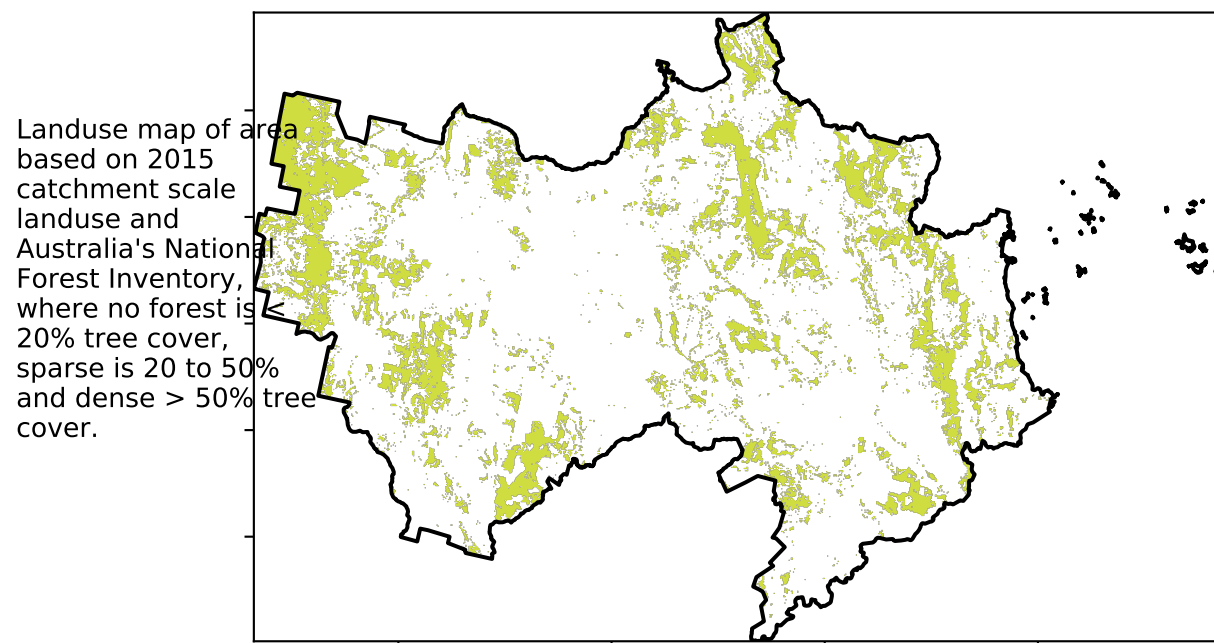 Landuse map of area
based on 2015
catchment scale
landuse and
Australia's National
Forest Inventory,
where no forest is <
20% tree cover,
sparse is 20 to 50%
and dense > 50% tree
cover.